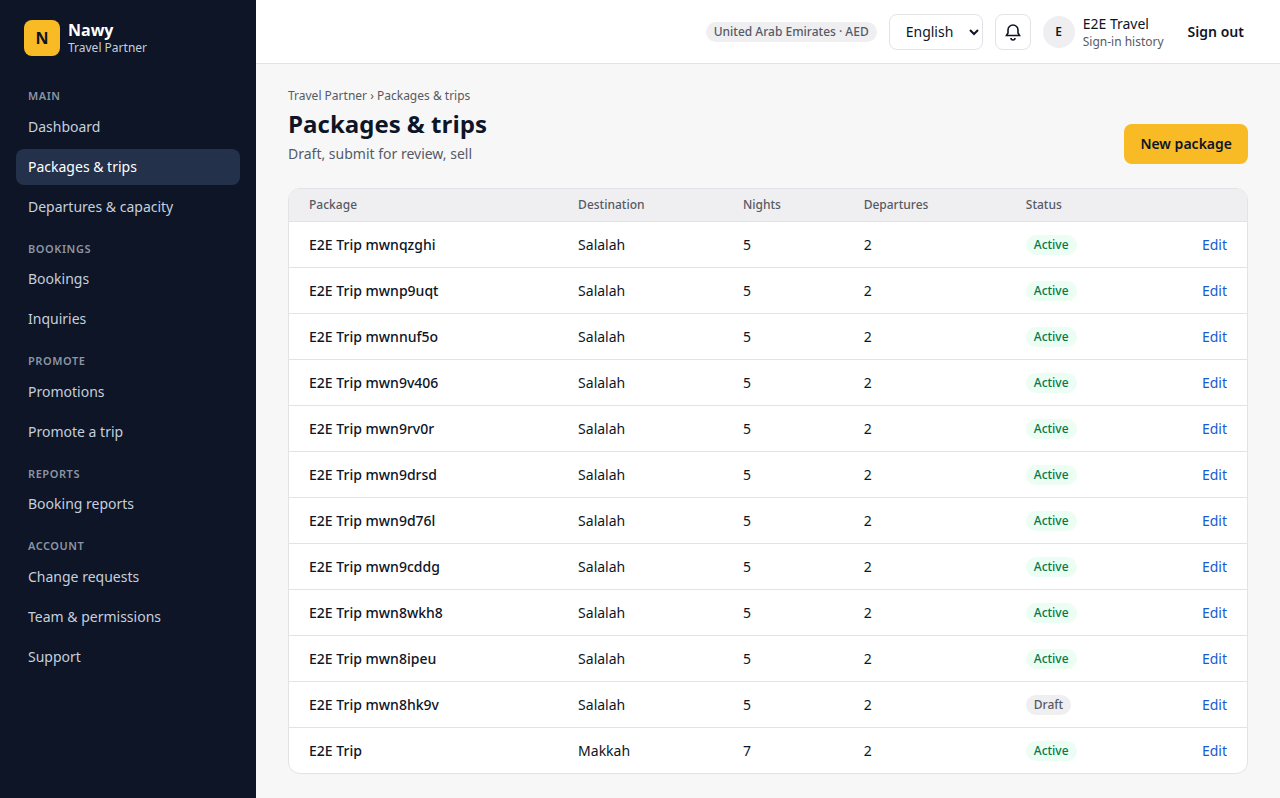 N
Nawy
Travel Partner
MAIN
Dashboard
Packages & trips
Departures & capacity
BOOKINGS
Bookings
Inquiries
PROMOTE
Promotions
Promote a trip
REPORTS
Booking reports
ACCOUNT
Change requests
Team & permissions
Support
United Arab Emirates · AED
English
E
E2E Travel
Sign-in history
Sign out
Travel Partner › Packages & trips
Packages & trips
Draft, submit for review, sell
New package
Package Destination Nights Departures Status
E2E Trip mwnqzghi Salalah 5 2 Active Edit
E2E Trip mwnp9uqt Salalah 5 2 Active Edit
E2E Trip mwnnuf5o Salalah 5 2 Active Edit
E2E Trip mwn9v406 Salalah 5 2 Active Edit
E2E Trip mwn9rv0r Salalah 5 2 Active Edit
E2E Trip mwn9drsd Salalah 5 2 Active Edit
E2E Trip mwn9d76l Salalah 5 2 Active Edit
E2E Trip mwn9cddg Salalah 5 2 Active Edit
E2E Trip mwn8wkh8 Salalah 5 2 Active Edit
E2E Trip mwn8ipeu Salalah 5 2 Active Edit
E2E Trip mwn8hk9v Salalah 5 2 Draft Edit
E2E Trip Makkah 7 2 Active Edit